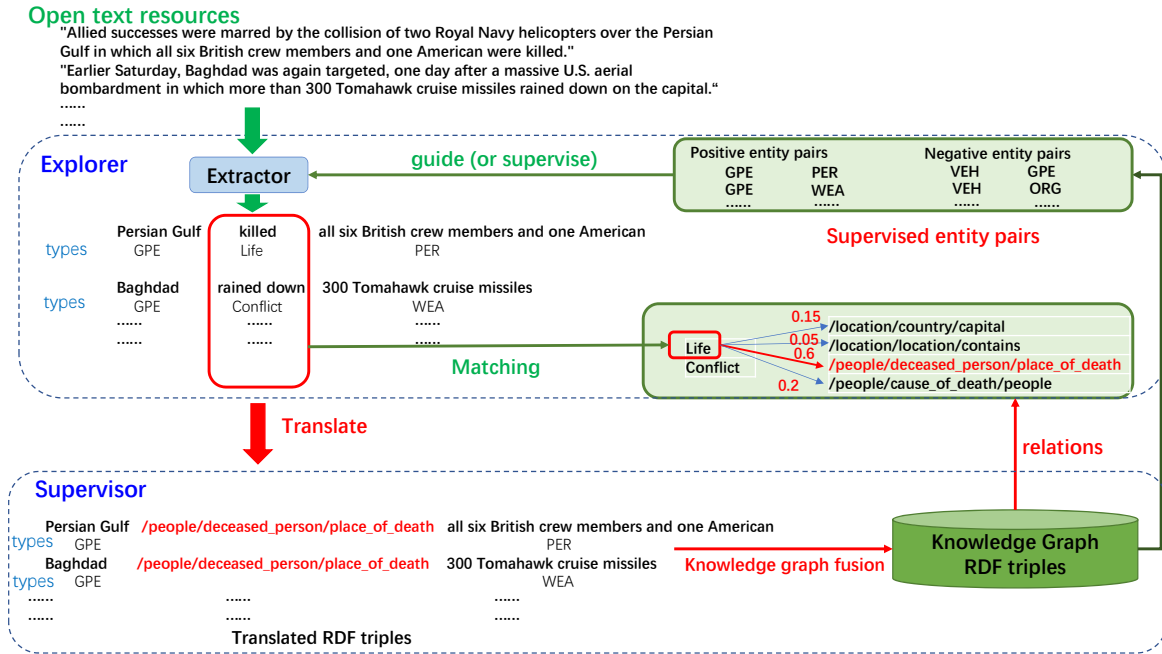 Open text resources
"Allied successes were marred by the collision of two Royal Navy helicopters over the Persian
Gulf in which all six British crew members and one American were killed."
"Earlier Saturday, Baghdad was again targeted, one day after a massive U.S. aerial
bombardment in which more than 300 Tomahawk cruise missiles rained down on the capital.“
......
......
Explorer
Extractor
guide (or supervise)
Positive entity pairs Negative entity pairs
GPE PER VEH GPE
GPE WEA VEH ORG
...... ...... ...... ......
Supervised entity pairs
Persian Gulf killed all six British crew members and one American
types GPE Life PER
Baghdad rained down 300 Tomahawk cruise missiles
types GPE Conflict WEA
...... ...... ......
...... ...... ......
Matching
Life
Conflict
0.15 /location/country/capital
0.05 /location/location/contains
0.6 /people/deceased_person/place_of_death
0.2 /people/cause_of_death/people
Translate
relations
Supervisor
Persian Gulf /people/deceased_person/place_of_death all six British crew members and one American
types GPE PER
Baghdad /people/deceased_person/place_of_death 300 Tomahawk cruise missiles
types GPE WEA
...... ...... ......
...... ...... ......
Translated RDF triples
Knowledge graph fusion
Knowledge Graph
RDF triples